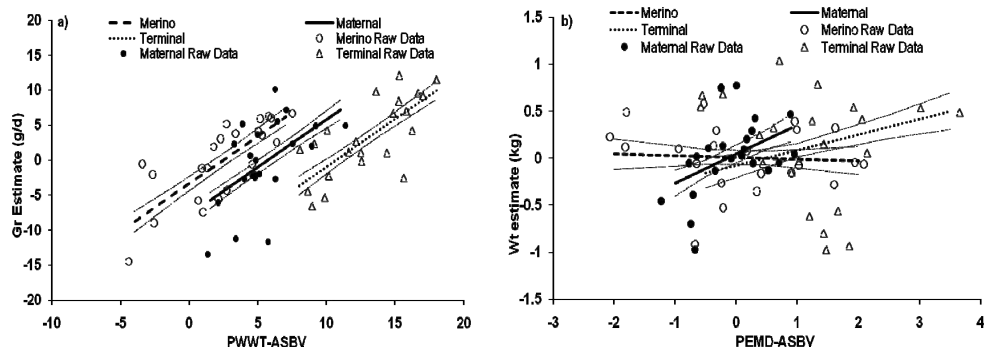 a)
Merino
Maternal
Terminal
Merino Raw Data
Maternal Raw Data
Terminal Raw Data
Gr Estimate (g/d)
20
15
10
5
0
-5
-10
-15
-20
-10
-5
0
5
10
15
20
PWWT-ASBV
b)
Merino
Maternal
Terminal
Merino Raw Data
Maternal Raw Data
Terminal Raw Data
Wt estimate (kg)
1.5
1
0.5
0
-0.5
-1
-1.5
-3
-2
-1
0
1
2
3
4
PEMD-ASBV